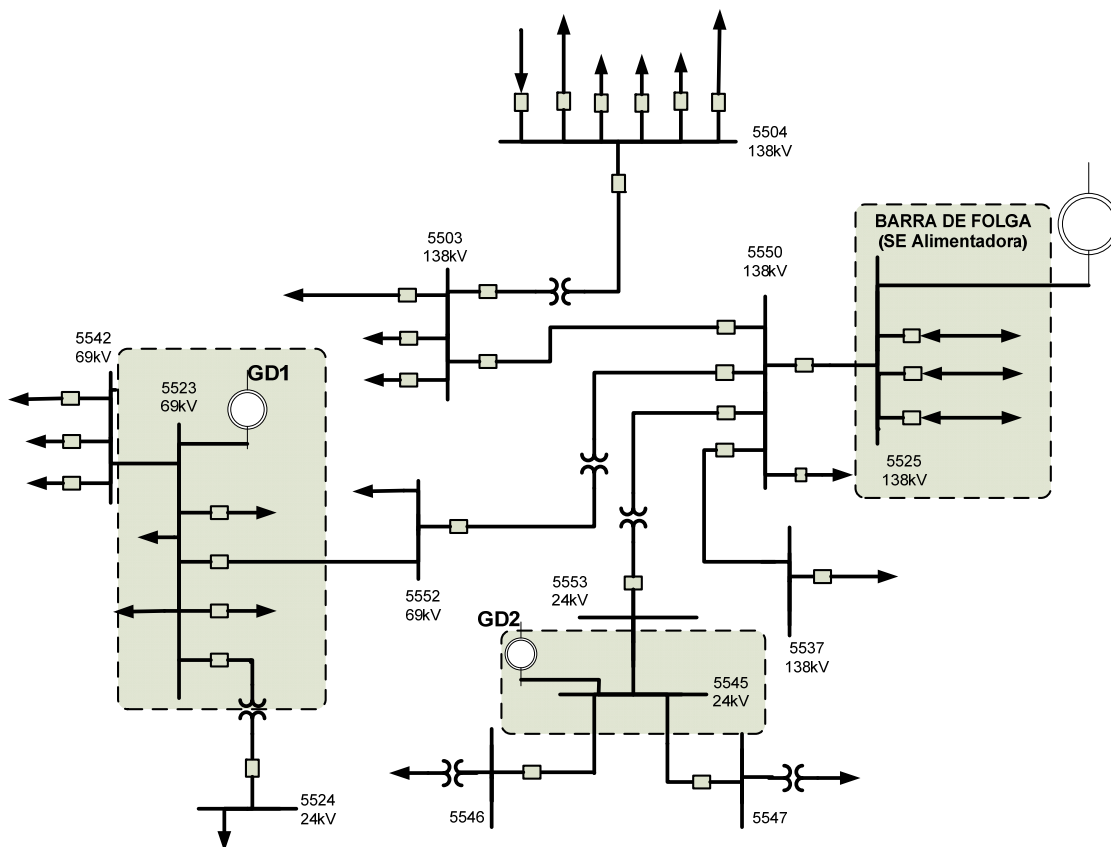 5504
138kV
BARRA DE FOLGA
(SE Alimentadora)
5503
138kV
5550
138kV
5542
69kV
5523
69kV
GD1
5525
138kV
5552
69kV
5553
24kV
GD2
5537
138kV
5545
24kV
5524
24kV
5546
5547